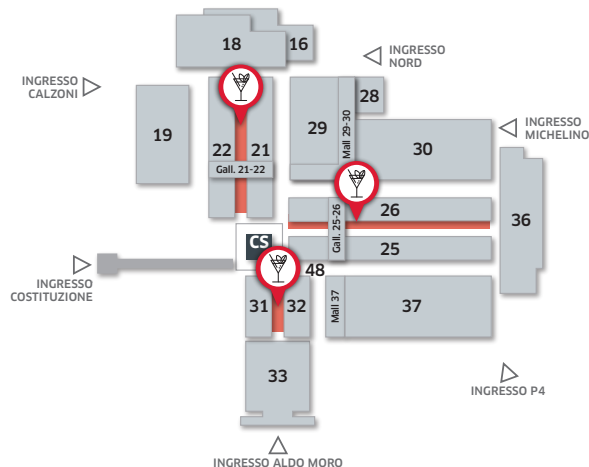 18
16
INGRESSO
NORD
INGRESSO
CALZONI
28
19
22
21
29
Mall 29-30
30
INGRESSO
MICHELINO
Gall. 21-22
26
36
Gall. 25-26
CS
25
48
INGRESSO
COSTITUZIONE
31
32
Mall 37
37
33
INGRESSO P4
INGRESSO ALDO MORO